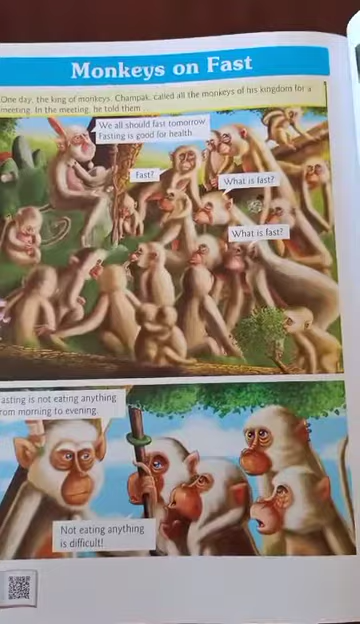 Monkeys on Fast
One day, the king of monkeys, Champak, called all the monkeys of his kingdom for a
meeting. In the meeting, he told them
We all should fast tomorrow.
Fasting is good for health.
Fast?
What is fast?
What is fast?
asting is not eating anything
rom morning to evening.
Not eating anything
is difficult!